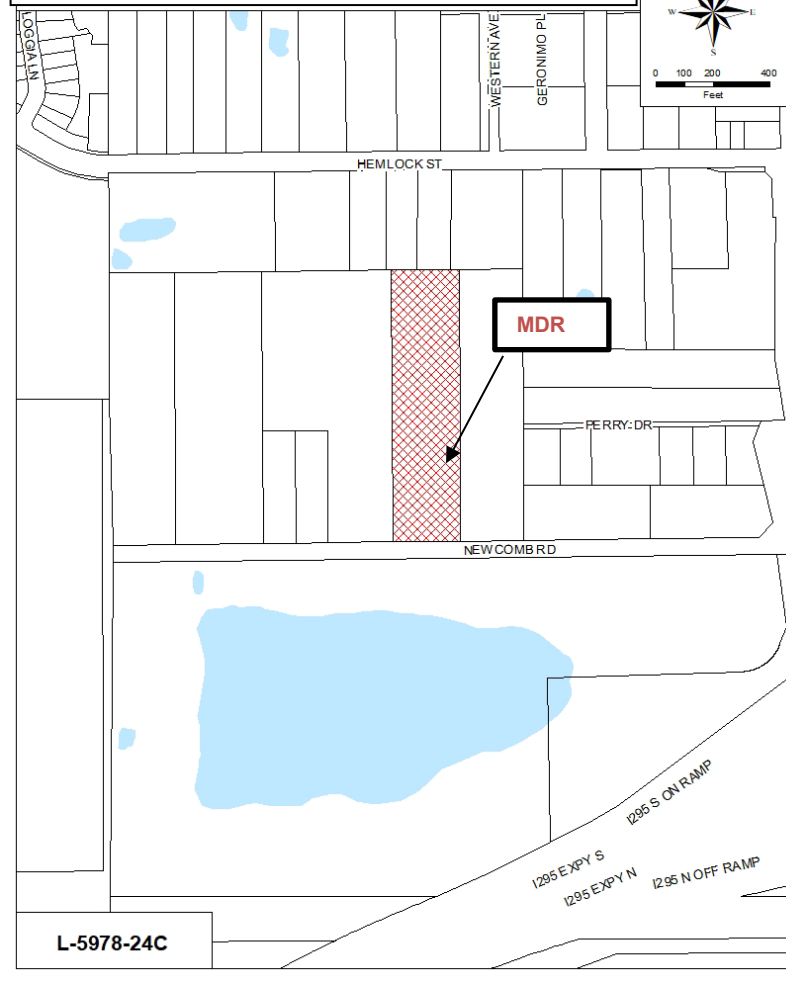 W E
S
0 100 200 400
Feet
LOGGIA LN
WESTERN AVE
GERONIMO PL
HEMLOCK ST
MDR
PERRY DR
NEWCOMB RD
I295 S ON RAMP
I295 EXPY S
I295 EXPY N
I295 N OFF RAMP
L-5978-24C